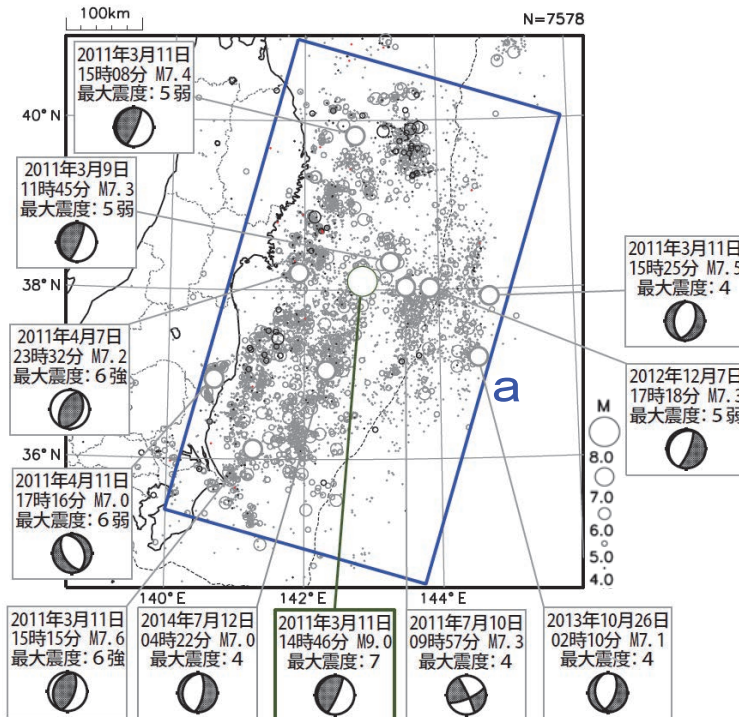 100km
N=7578
2011年3月11日
15時08分 M7.4
最大震度:5弱
40°N
2011年3月9日
11時45分 M7.3
最大震度:5弱
2011年3月11日
15時25分 M7.5
最大震度:4
38°N
2011年4月7日
23時32分 M7.2
最大震度:6強
a
2012年12月7日
17時18分 M7.3
最大震度:5弱
M
8.0
7.0
6.0
5.0
4.0
36°N
2011年4月11日
17時16分 M7.0
最大震度:6弱
140°E
142°E
144°E
2011年3月11日
15時15分 M7.6
最大震度:6強
2014年7月12日
04時22分 M7.0
最大震度:4
2011年3月11日
14時46分 M9.0
最大震度:7
2011年7月10日
09時57分 M7.3
最大震度:4
2013年10月26日
02時10分 M7.1
最大震度:4